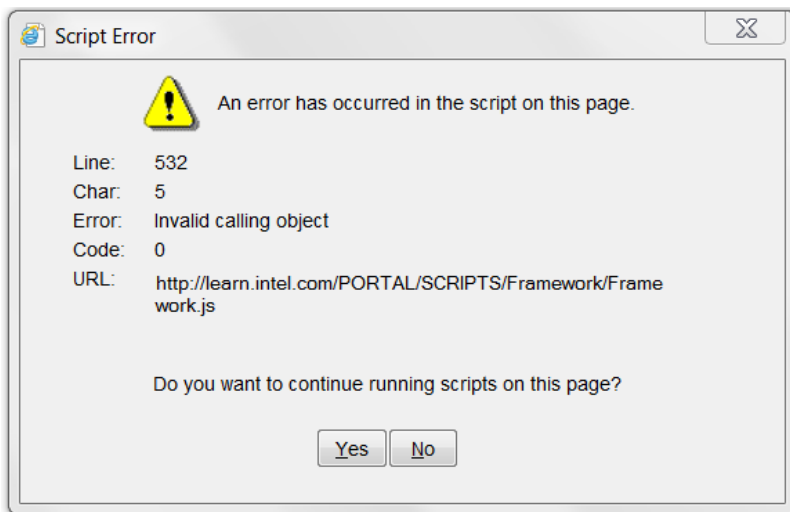 Script Error
An error has occurred in the script on this page.
Line: 532
Char: 5
Error: Invalid calling object
Code: 0
URL: http://learn.intel.com/PORTAL/SCRIPTS/Framework/Frame
work.js
Do you want to continue running scripts on this page?
Yes No